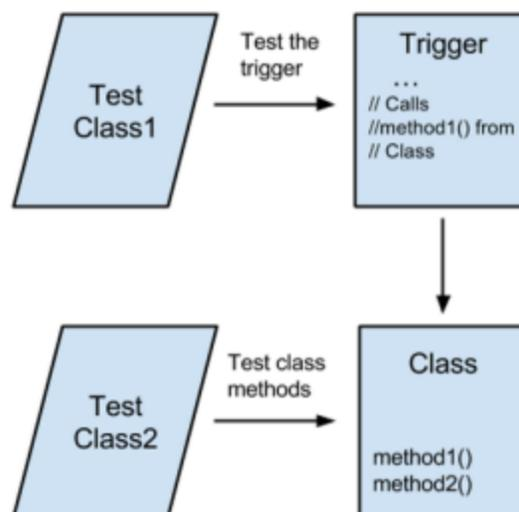 Test
Class1
Test the
trigger
Trigger
...
// Calls
//method1() from
// Class
Test
Class2
Test class
methods
Class
method1()
method2()